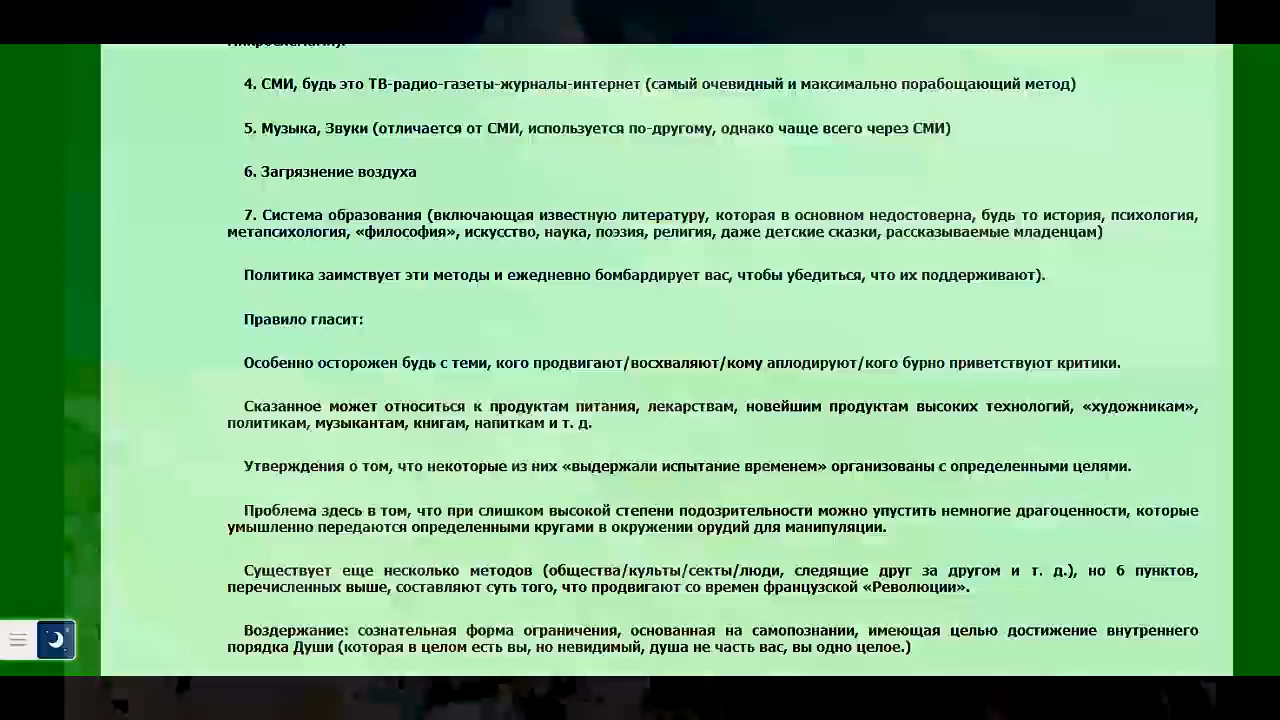 4. СМИ, будь это ТВ-радио-газеты-журналы-интернет (самый очевидный и максимально порабощающий метод)
5. Музыка, Звуки (отличается от СМИ, используется по-другому, однако чаще всего через СМИ)
6. Загрязнение воздуха
7. Система образования (включающая известную литературу, которая в основном недостоверна, будь то история, психология,
метапсихология, «философия», искусство, наука, поэзия, религия, даже детские сказки, рассказываемые младенцам)
Политика заимствует эти методы и ежедневно бомбардирует вас, чтобы убедиться, что их поддерживают).
Правило гласит:
Особенно осторожен будь с теми, кого продвигают/восхваляют/кому аплодируют/кого бурно приветствуют критики.
Сказанное может относиться к продуктам питания, лекарствам, новейшим продуктам высоких технологий, «художникам»,
политикам, музыкантам, книгам, напиткам и т. д.
Утверждения о том, что некоторые из них «выдержали испытание временем» организованы с определенными целями.
Проблема здесь в том, что при слишком высокой степени подозрительности можно упустить немногие драгоценности, которые
умышленно передаются определенными кругами в окружении орудий для манипуляции.
Существует еще несколько методов (общества/культы/секты/люди, следящие друг за другом и т. д.), но 6 пунктов,
перечисленных выше, составляют суть того, что продвигают со времен французской «Революции».
Воздержание: сознательная форма ограничения, основанная на самопознании, имеющая целью достижение внутреннего
порядка Души (которая в целом есть вы, но невидимый, душа не часть вас, вы одно целое.)